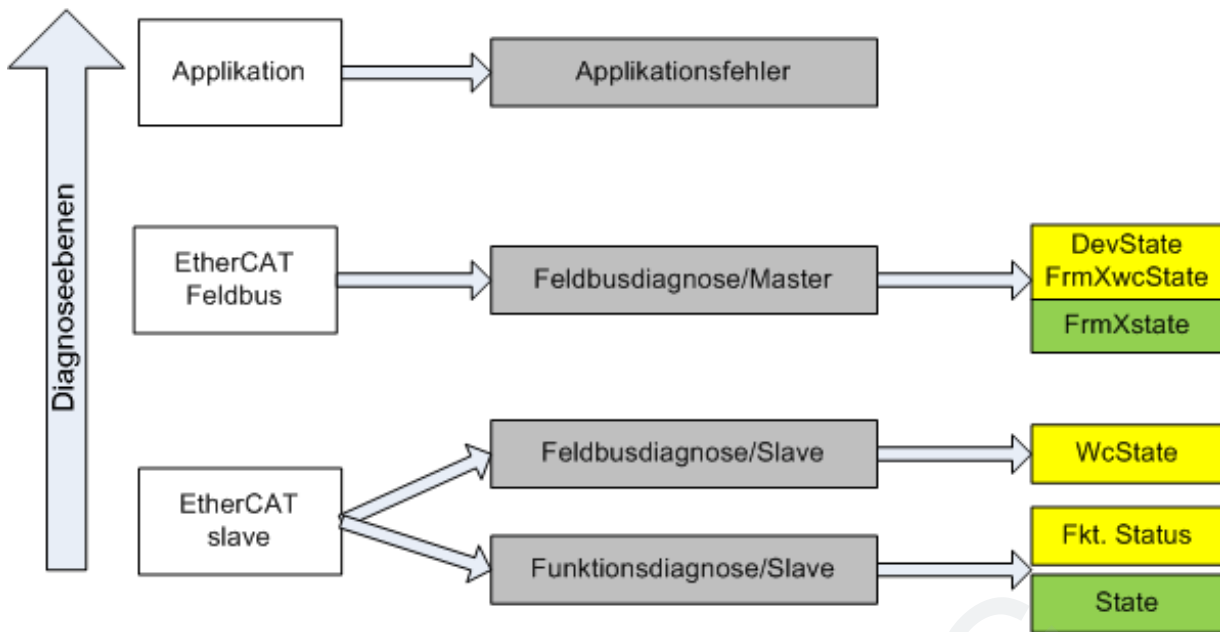 Diagnoseebenen
Applikation
Applikationsfehler
EtherCAT
Feldbus
Feldbusdiagnose/Master
DevState
FrmXwcState
FrmXstate
EtherCAT
slave
Feldbusdiagnose/Slave
WcState
Funktionsdiagnose/Slave
Fkt. Status
State